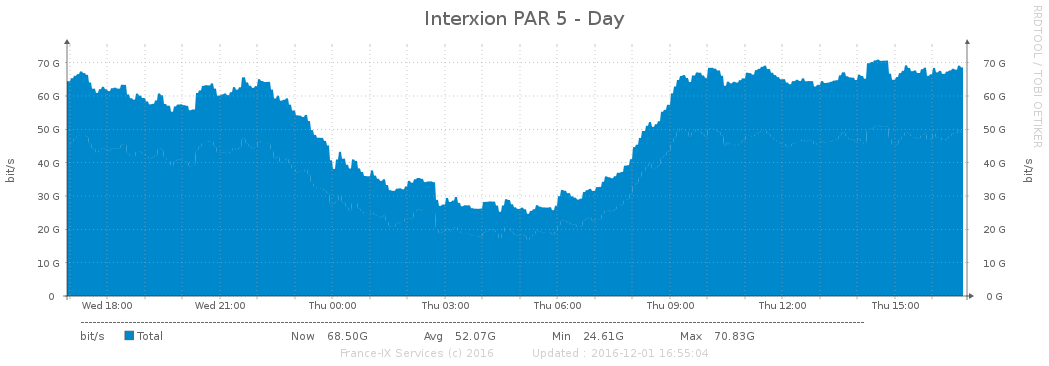 Interxion PAR 5 - Day
RRDTOOL / TOBI OETIKER
bit/s
70 G 70 G
60 G 60 G
50 G 50 G
40 G 40 G
30 G 30 G
20 G 20 G
10 G 10 G
0 0 G
bit/s
Wed 18:00 Wed 21:00 Thu 00:00 Thu 03:00 Thu 06:00 Thu 09:00 Thu 12:00 Thu 15:00
bit/s Total Now 68.50G Avg 52.07G Min 24.61G Max 70.83G
France-IX Services (c) 2016 Updated : 2016-12-01 16:55:04